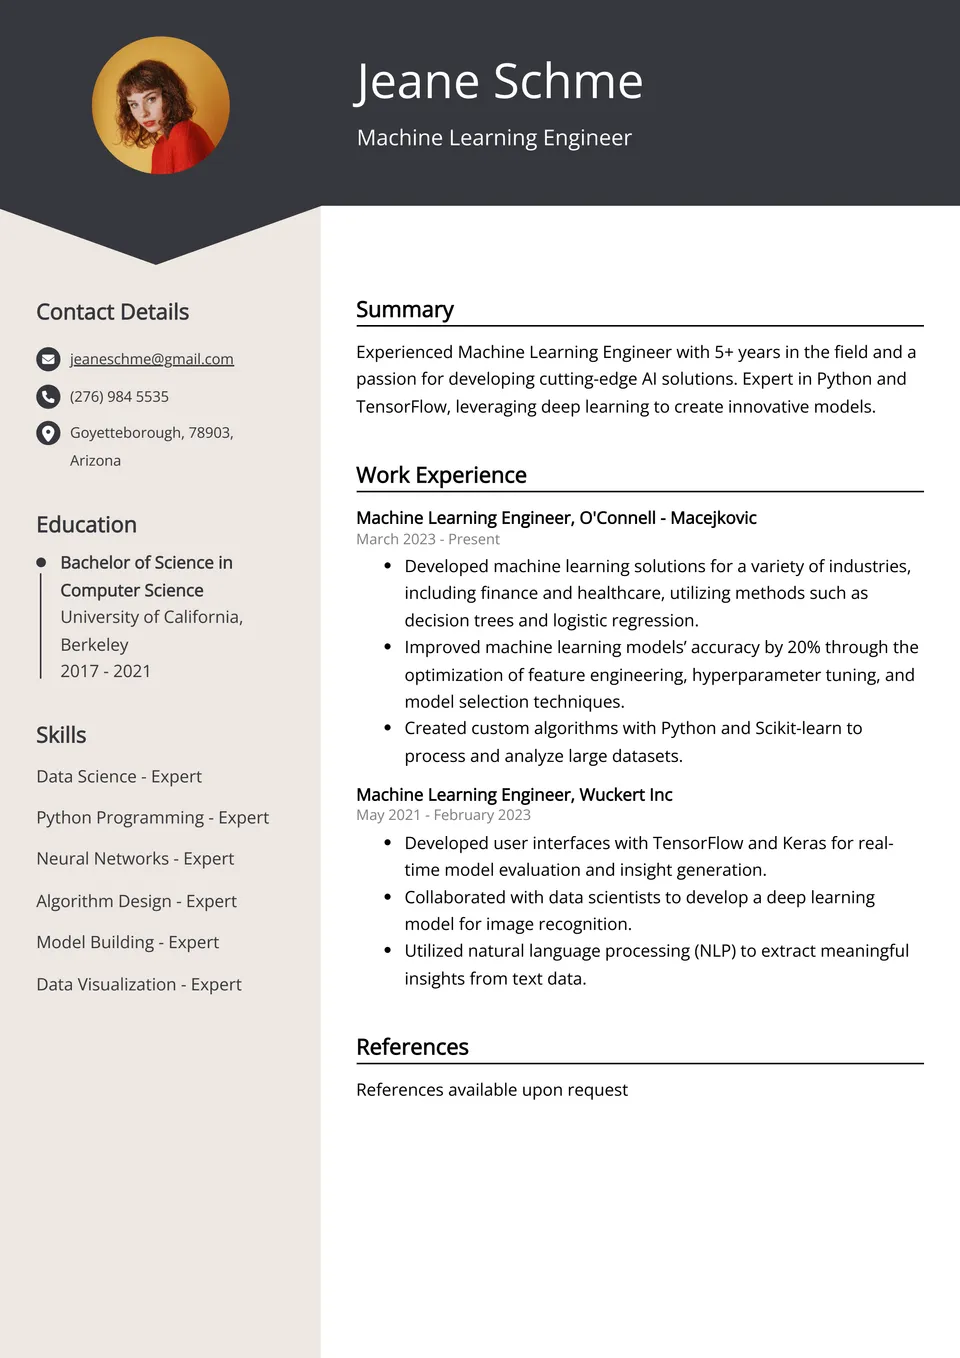 Jeane Schme
Machine Learning Engineer
Contact Details
jeaneschme@gmail.com
(276) 984 5535
Goyetteborough, 78903,
Arizona
Education
Bachelor of Science in
Computer Science
University of California,
Berkeley
2017 - 2021
Skills
Data Science - Expert
Python Programming - Expert
Neural Networks - Expert
Algorithm Design - Expert
Model Building - Expert
Data Visualization - Expert
Summary
Experienced Machine Learning Engineer with 5+ years in the field and a
passion for developing cutting-edge AI solutions. Expert in Python and
TensorFlow, leveraging deep learning to create innovative models.
Work Experience
Machine Learning Engineer, O'Connell - Macejkovic
March 2023 - Present
• Developed machine learning solutions for a variety of industries,
including finance and healthcare, utilizing methods such as
decision trees and logistic regression.
• Improved machine learning models’ accuracy by 20% through the
optimization of feature engineering, hyperparameter tuning, and
model selection techniques.
• Created custom algorithms with Python and Scikit-learn to
process and analyze large datasets.
Machine Learning Engineer, Wuckert Inc
May 2021 - February 2023
• Developed user interfaces with TensorFlow and Keras for real-
time model evaluation and insight generation.
• Collaborated with data scientists to develop a deep learning
model for image recognition.
• Utilized natural language processing (NLP) to extract meaningful
insights from text data.
References
References available upon request